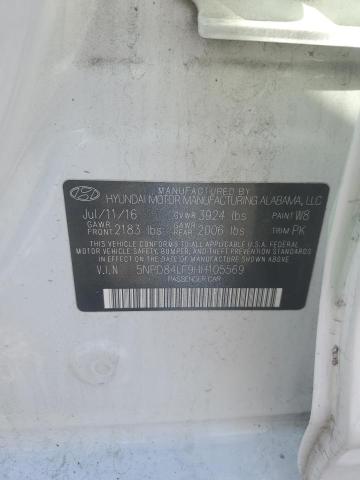 MANUFACTURED BY
HYUNDAI MOTOR MANUFACTURING ALABAMA, LLC
Jul/11/16 GVWR 3924 lbs PAINT W8
GAWR FRONT 2183 lbs GAWR REAR 2006 lbs TRIM PK
THIS VEHICLE CONFORMS TO ALL APPLICABLE U.S.A FEDERAL
MOTOR VEHICLE SAFETY, BUMPER, AND THEFT PREVENTION
STANDARDS IN EFFECT ON THE DATE OF MANUFACTURE SHOWN ABOVE.
V.I.N 5NPD84LF9HH105569
PASSENGER CAR